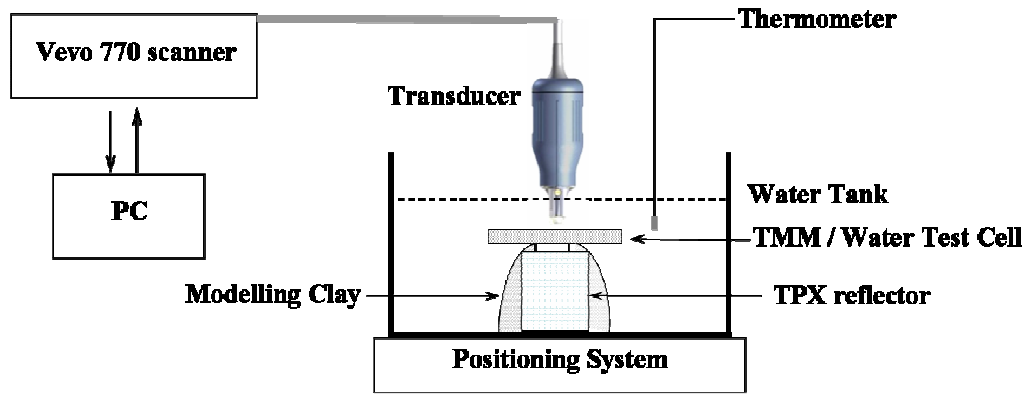 Thermometer
Vevo 770 scanner
Transducer
Water Tank
PC
TMM / Water Test Cell
Modelling Clay
TPX reflector
Positioning System